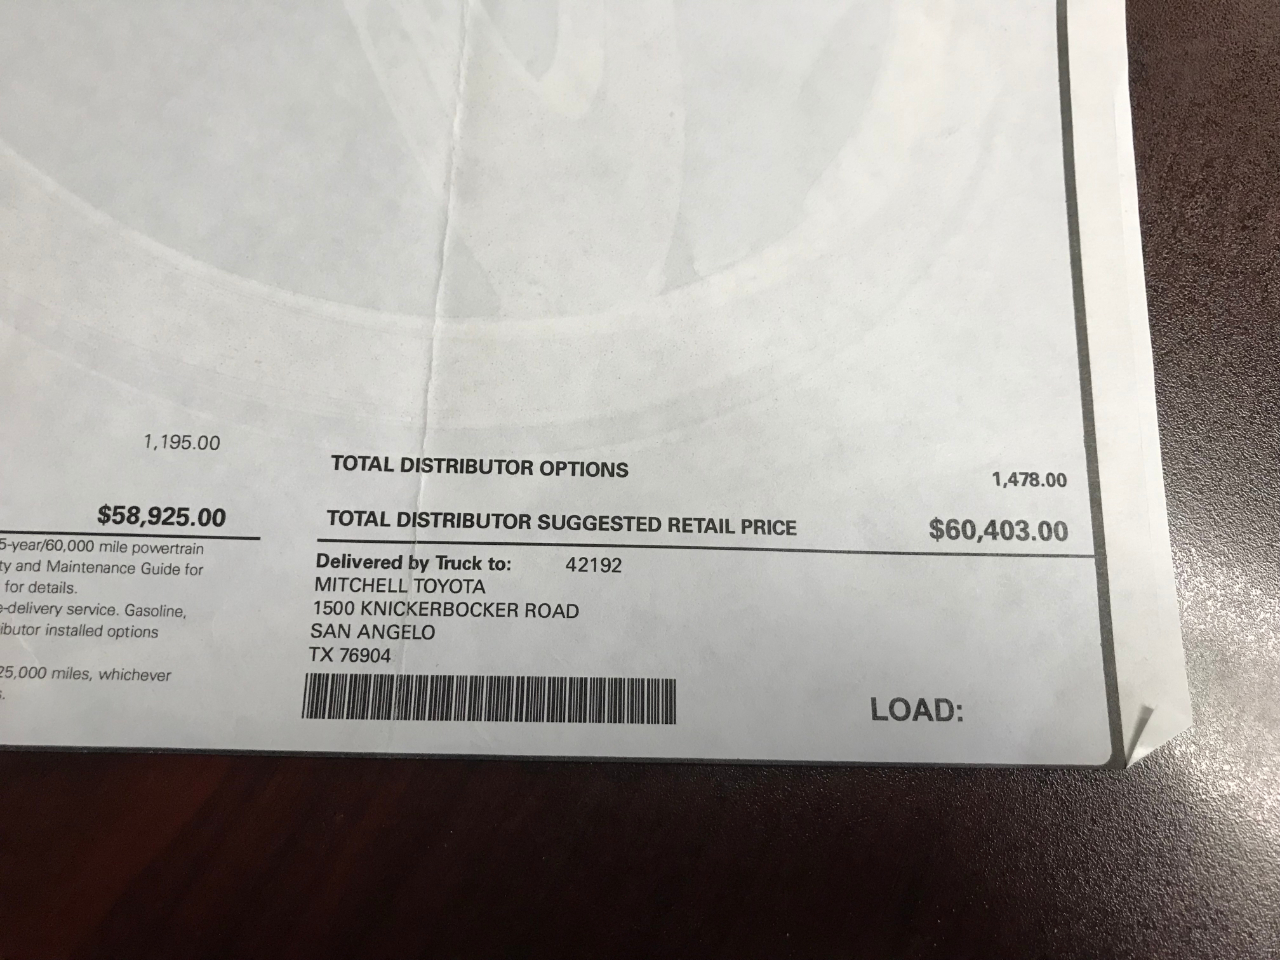 1,195.00
$58,925.00
5-year/60,000 mile powertrain
ty and Maintenance Guide for
for details.
e-delivery service. Gasoline,
ibutor installed options
25,000 miles, whichever
TOTAL DISTRIBUTOR OPTIONS 1,478.00
TOTAL DISTRIBUTOR SUGGESTED RETAIL PRICE $60,403.00
Delivered by Truck to: 42192
MITCHELL TOYOTA
1500 KNICKERBOCKER ROAD
SAN ANGELO
TX 76904
LOAD: